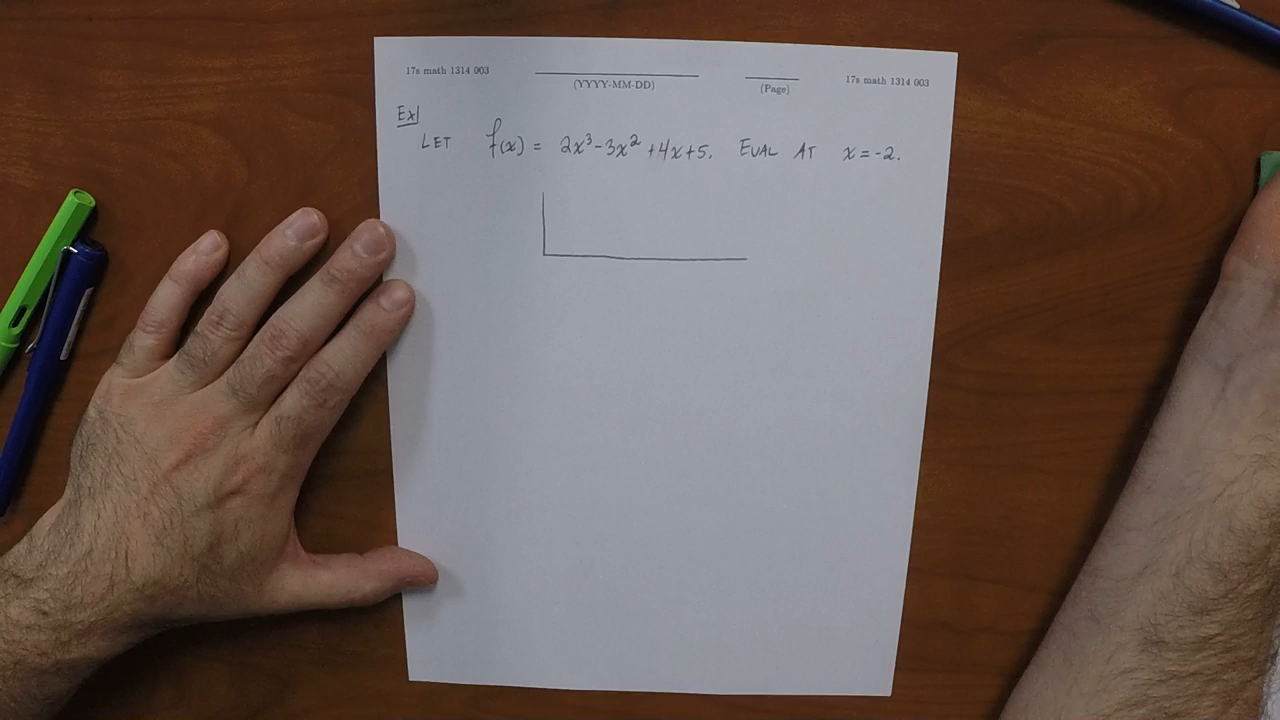 17s math 1314 003 (YYYY-MM-DD) (Page) 17s math 1314 003
Ex
LET f(x) = 2x³-3x²+4x+5. EVAL AT x=-2.